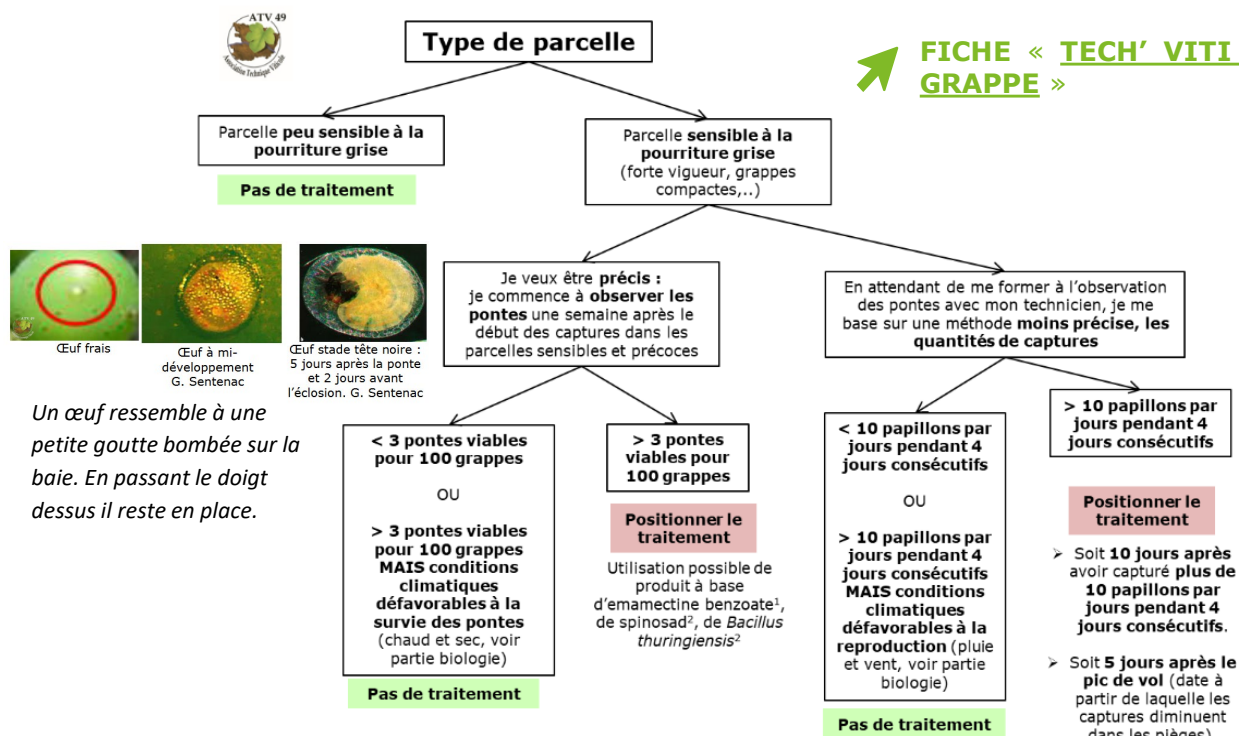 ATV 49
Association Technique Viticole
Type de parcelle
FICHE « TECH’ VITI
GRAPPE »
Parcelle peu sensible à la
pourriture grise
Pas de traitement
Parcelle sensible à la
pourriture grise
(forte vigueur, grappes
compactes,..)
Œuf frais
Œuf à mi-
développement
G. Sentenac
Œuf stade tête noire :
5 jours après la ponte
et 2 jours avant
l’éclosion. G. Sentenac
Un œuf ressemble à une
petite goutte bombée sur la
baie. En passant le doigt
dessus il reste en place.
Je veux être précis :
je commence à observer les
pontes une semaine après le
début des captures dans les
parcelles sensibles et précoces
En attendant de me former à l’observation
des pontes avec mon technicien, je me
base sur une méthode moins précise, les
quantités de captures
< 3 pontes viables
pour 100 grappes
OU
> 3 pontes viables
pour 100 grappes
MAIS conditions
climatiques
défavorables à la
survie des pontes
(chaud et sec, voir
partie biologie)
Pas de traitement
> 3 pontes
viables pour
100 grappes
Positionner le
traitement
Utilisation possible de
produit à base
d’emamectine benzoate¹,
de spinosad², de Bacillus
thuringiensis²
< 10 papillons par
jours pendant 4
jours consécutifs
OU
> 10 papillons par
jours pendant 4
jours consécutifs
MAIS conditions
climatiques
défavorables à la
reproduction (pluie
et vent, voir partie
biologie)
Pas de traitement
> 10 papillons par
jours pendant 4
jours consécutifs
Positionner le
traitement
➢ Soit 10 jours après
avoir capturé plus de
10 papillons par
jours pendant 4
jours consécutifs.
➢ Soit 5 jours après le
pic de vol (date à
partir de laquelle les
captures diminuent
dans les pièges)